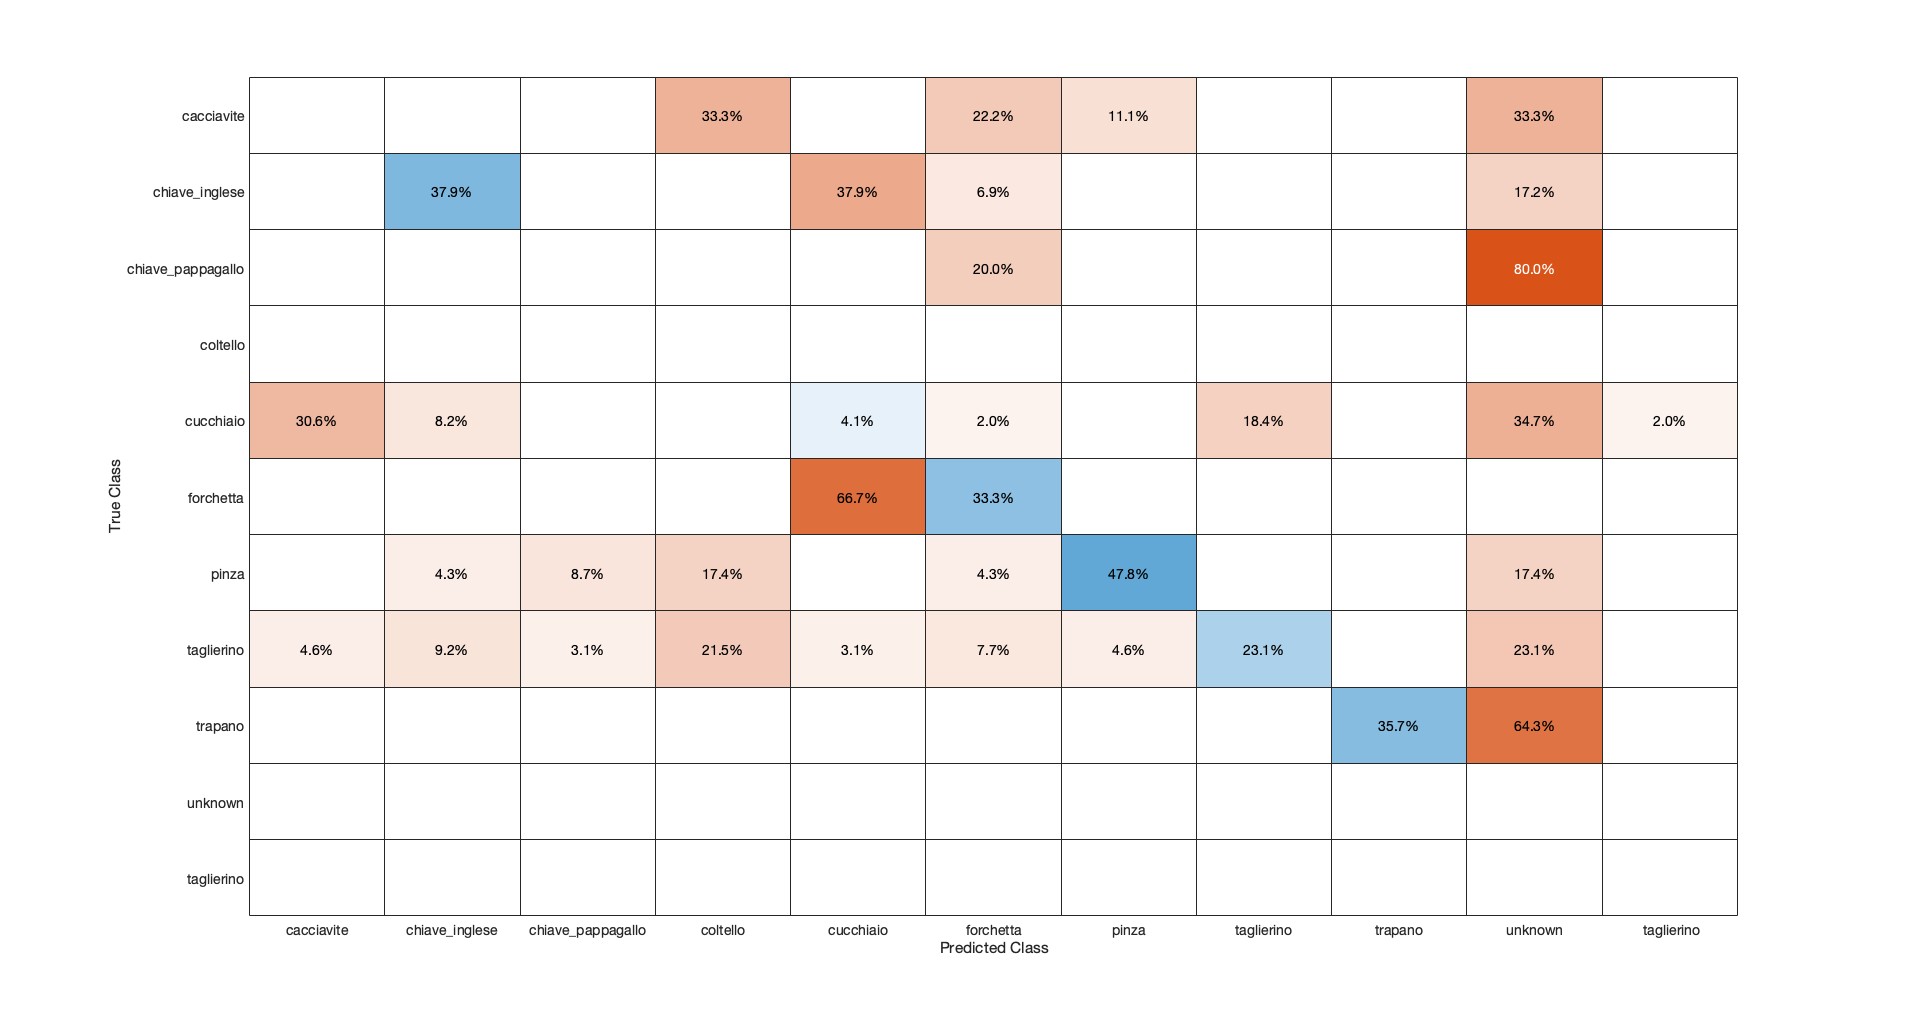 cacciavite 33.3% 22.2% 11.1% 33.3%
chiave_inglese 37.9% 37.9% 6.9% 17.2%
chiave_pappagallo 20.0% 80.0%
coltello
cucchiaio 30.6% 8.2% 4.1% 2.0% 18.4% 34.7% 2.0%
True Class
forchetta 66.7% 33.3%
pinza 4.3% 8.7% 17.4% 4.3% 47.8% 17.4%
taglierino 4.6% 9.2% 3.1% 21.5% 3.1% 7.7% 4.6% 23.1% 23.1%
trapano 35.7% 64.3%
unknown
taglierino
cacciavite chiave_inglese chiave_pappagallo coltello cucchiaio forchetta pinza taglierino trapano unknown taglierino
Predicted Class